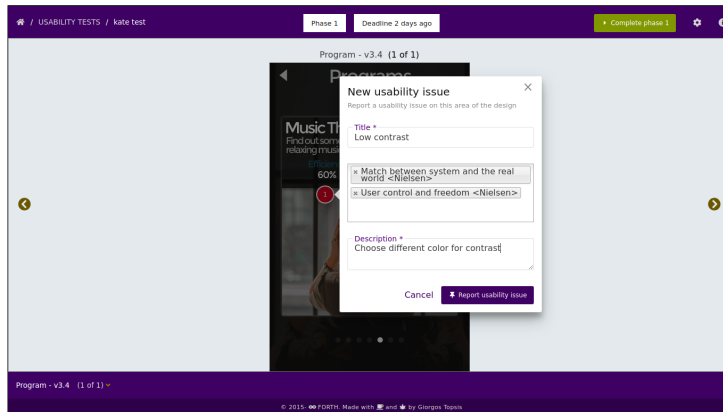 / USABILITY TESTS / kate test
Phase 1
Deadline 2 days ago
Complete phase 1
Program - v3.4 (1 of 1)
Programs
New usability issue
Report a usability issue on this area of the design
Music Th
Find out som
relaxing musi
Efficien
60%
1
Title *
Low contrast
× Match between system and the real
world <Nielsen>
× User control and freedom <Nielsen>
Description *
Choose different color for contrast
Cancel
Report usability issue
Program - v3.4 (1 of 1)
© 2015- FORTH. Made with and by Giorgos Topsis